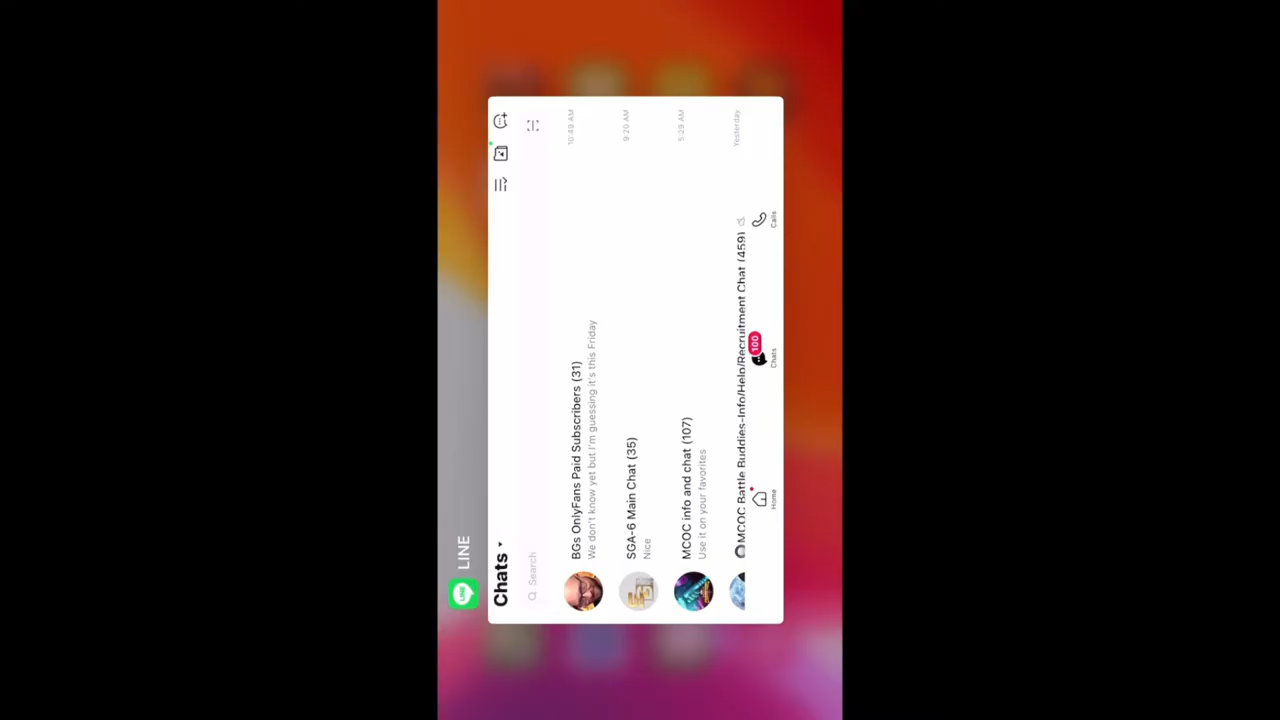 LINE
Chats
Search
BGs OnlyFans Paid Subscribers (31)
10:49 AM
We don't know yet but I'm guessing it's this Friday
SGA-6 Main Chat (35)
9:20 AM
Nice
MCOC info and chat (107)
5:29 AM
Use it on your favorites
MCOC Battle Buddies-Info/Help/Recruitment Chat (459)
Yesterday
100
Home
Chats
Calls